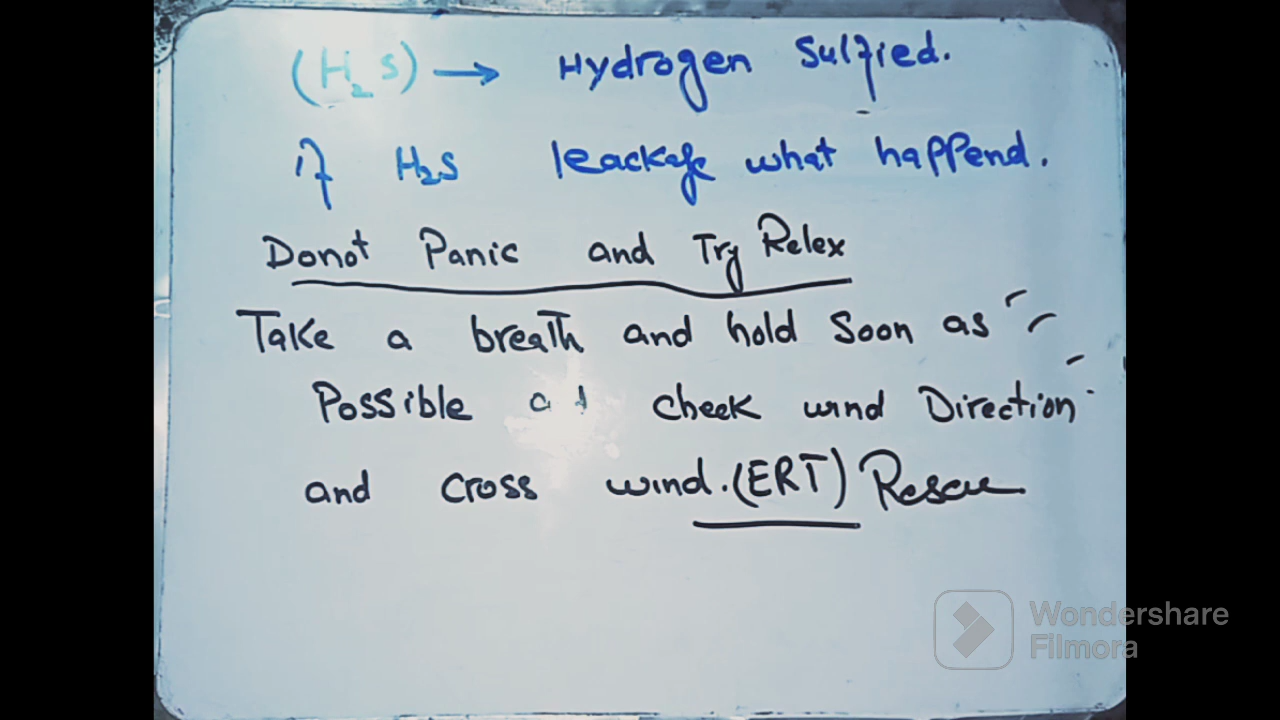 (H₂S) → Hydrogen Sulfied.
if H₂S leackage what happend.
Donot Panic and Try Relex
Take a breath and hold Soon as
Possible cheek wind Direction
and cross wind. (ERT) Rescue
Wondershare
Filmora